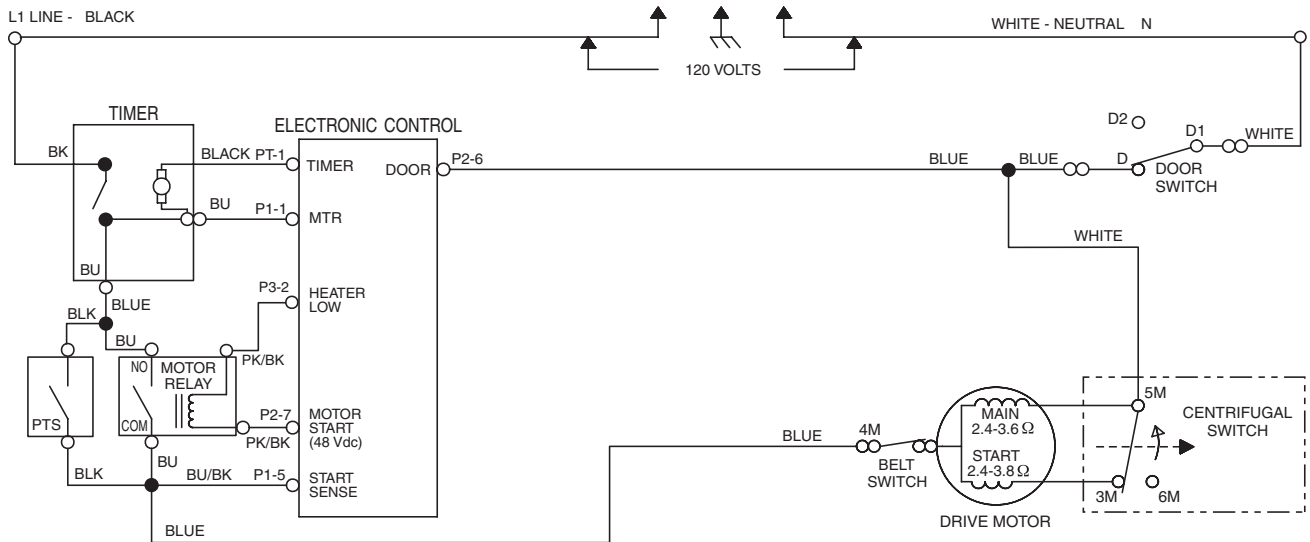 L1 LINE - BLACK
WHITE - NEUTRAL N
120 VOLTS
TIMER
ELECTRONIC CONTROL
D2
D1
WHITE
BK
BLACK
PT-1
TIMER
DOOR
P2-6
BLUE
BLUE
D
DOOR
SWITCH
BU
P1-1
MTR
WHITE
BU
BLUE
P3-2
HEATER
LOW
BLK
BU
NO
MOTOR
RELAY
PK/BK
PTS
COM
P2-7
MOTOR
START
(48 Vdc)
PK/BK
BU
BLK
BU/BK
P1-5
START
SENSE
BLUE
BLUE
4M
BELT
SWITCH
MAIN
2.4-3.6 Ω
START
2.4-3.8 Ω
DRIVE MOTOR
5M
CENTRIFUGAL
SWITCH
3M
6M